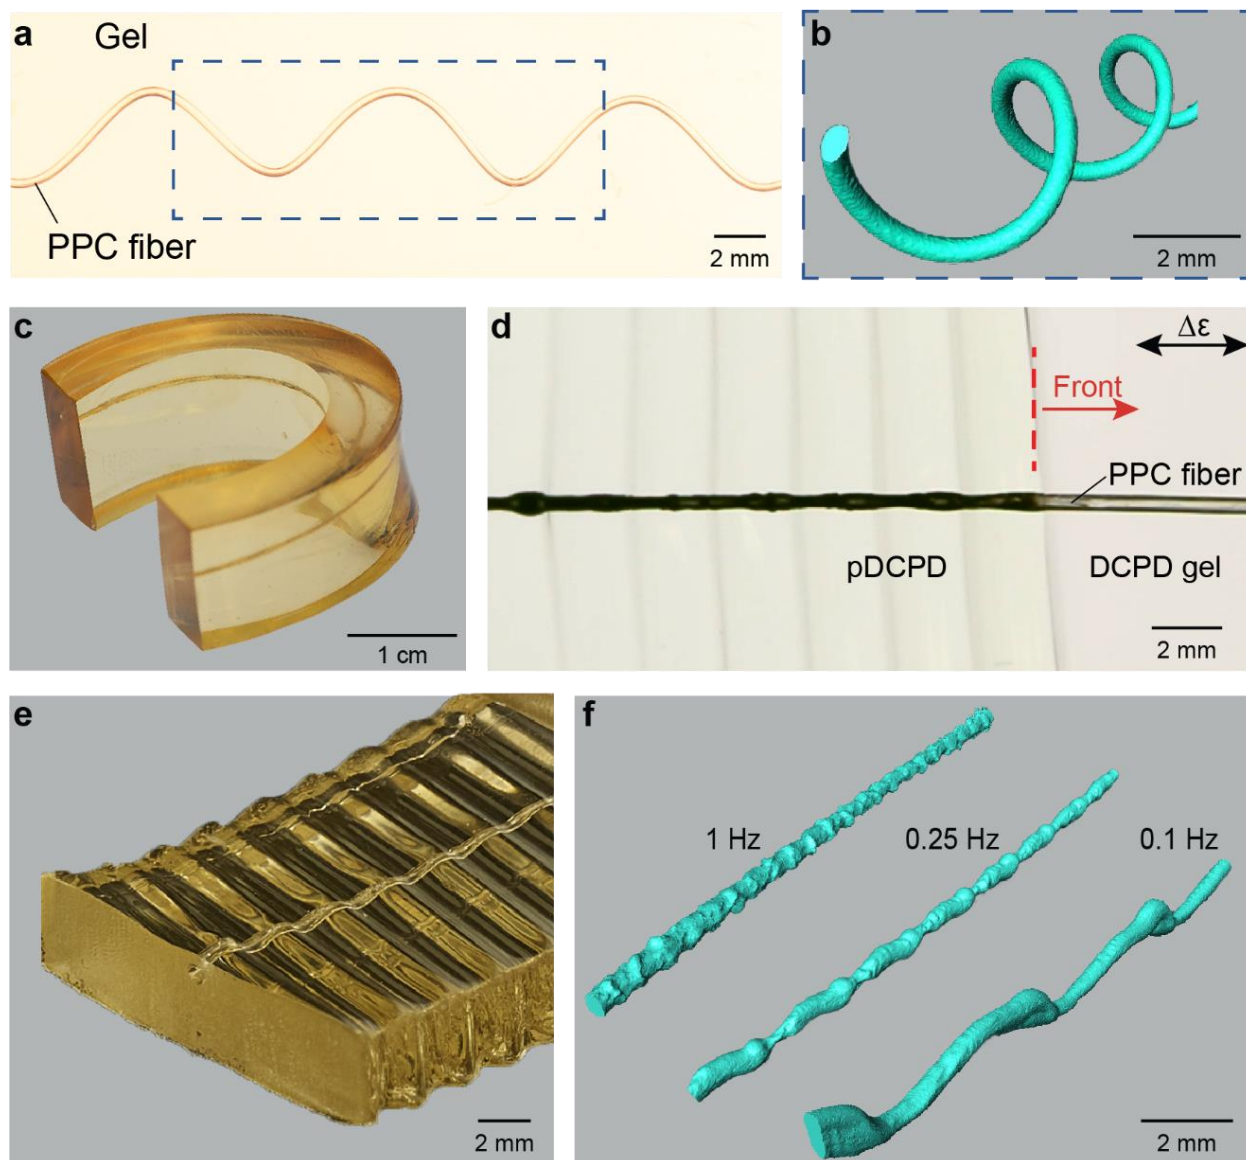 a
Gel
PPC fiber
2 mm
b
2 mm
c
1 cm
d
Δε
Front
PPC fiber
pDCPD
DCPD gel
2 mm
e
2 mm
f
1 Hz
0.25 Hz
0.1 Hz
2 mm